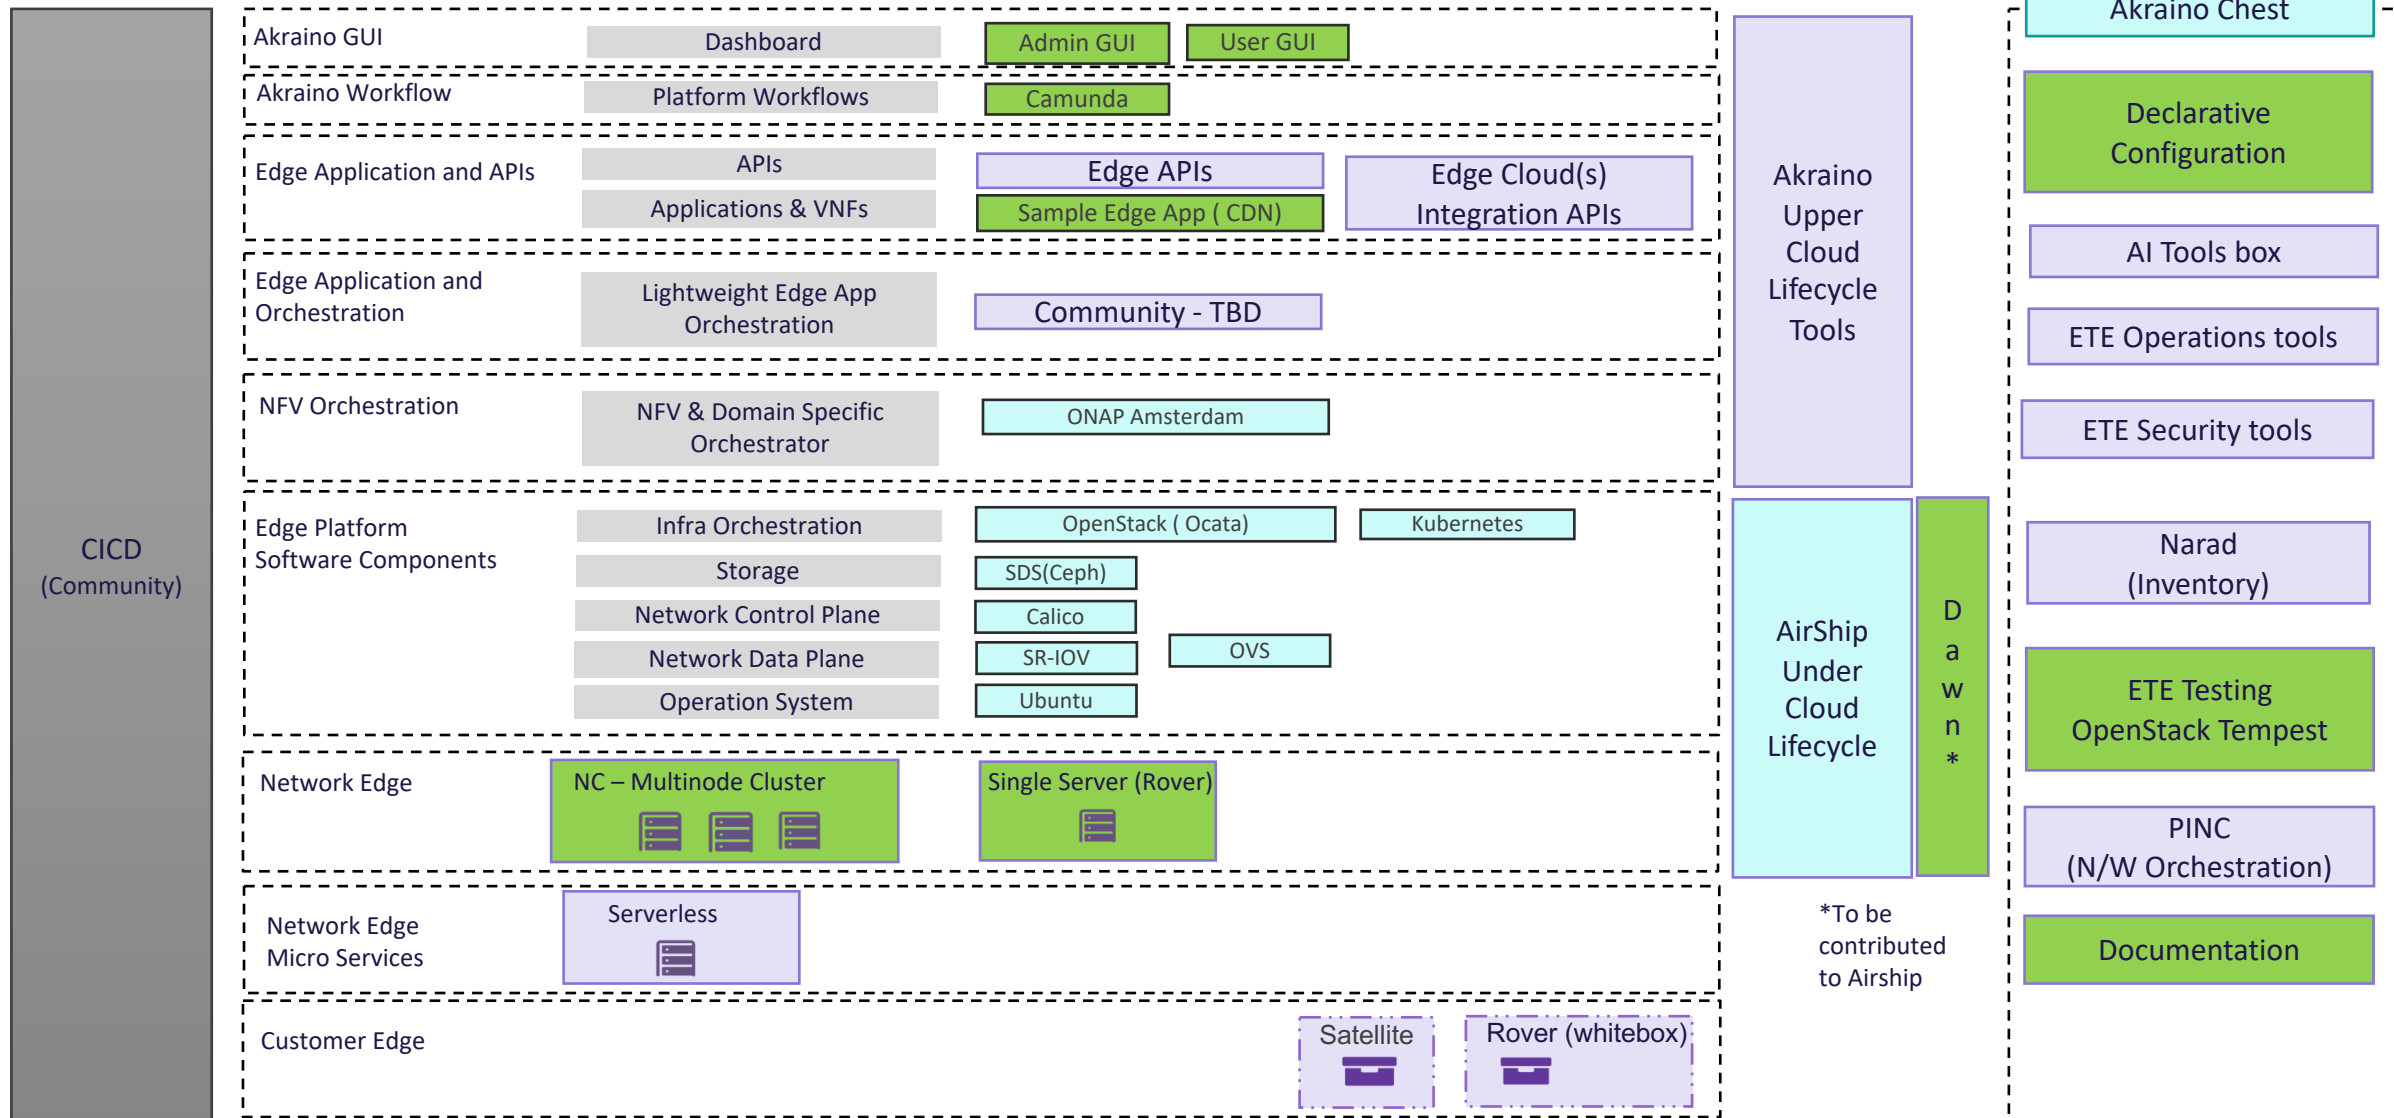 CICD
(Community)
Akraino GUI
Dashboard
Admin GUI
User GUI
Akraino Workflow
Platform Workflows
Camunda
Edge Application and APIs
APIs
Edge APIs
Edge Cloud(s)
Integration APIs
Applications & VNFs
Sample Edge App ( CDN)
Edge Application and
Orchestration
Lightweight Edge App
Orchestration
Community - TBD
NFV Orchestration
NFV & Domain Specific
Orchestrator
ONAP Amsterdam
Edge Platform
Software Components
Infra Orchestration
OpenStack ( Ocata)
Kubernetes
Storage
SDS(Ceph)
Network Control Plane
Calico
Network Data Plane
SR-IOV
OVS
Operation System
Ubuntu
Network Edge
NC – Multinode Cluster
Single Server (Rover)
Network Edge
Micro Services
Serverless
Customer Edge
Satellite
Rover (whitebox)
Akraino
Upper
Cloud
Lifecycle
Tools
AirShip
Under
Cloud
Lifecycle
D
a
w
n
*
*To be
contributed
to Airship
Akraino Chest
Declarative
Configuration
AI Tools box
ETE Operations tools
ETE Security tools
Narad
(Inventory)
ETE Testing
OpenStack Tempest
PINC
(N/W Orchestration)
Documentation